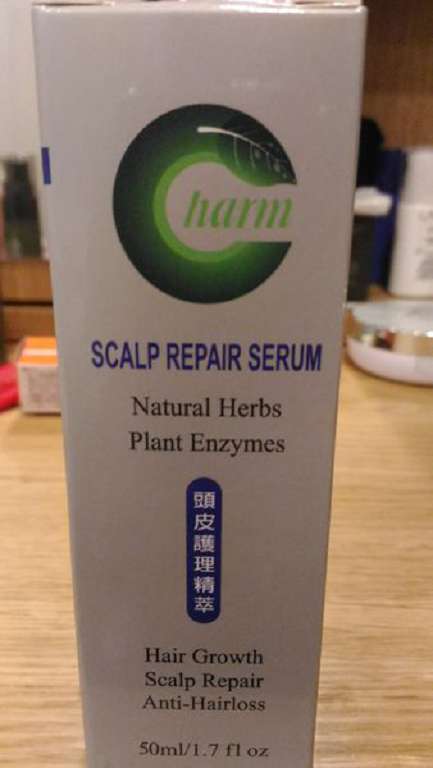 Charm
SCALP REPAIR SERUM
Natural Herbs
Plant Enzymes
頭皮護理精萃
Hair Growth
Scalp Repair
Anti-Hairloss
50ml/1.7 fl oz